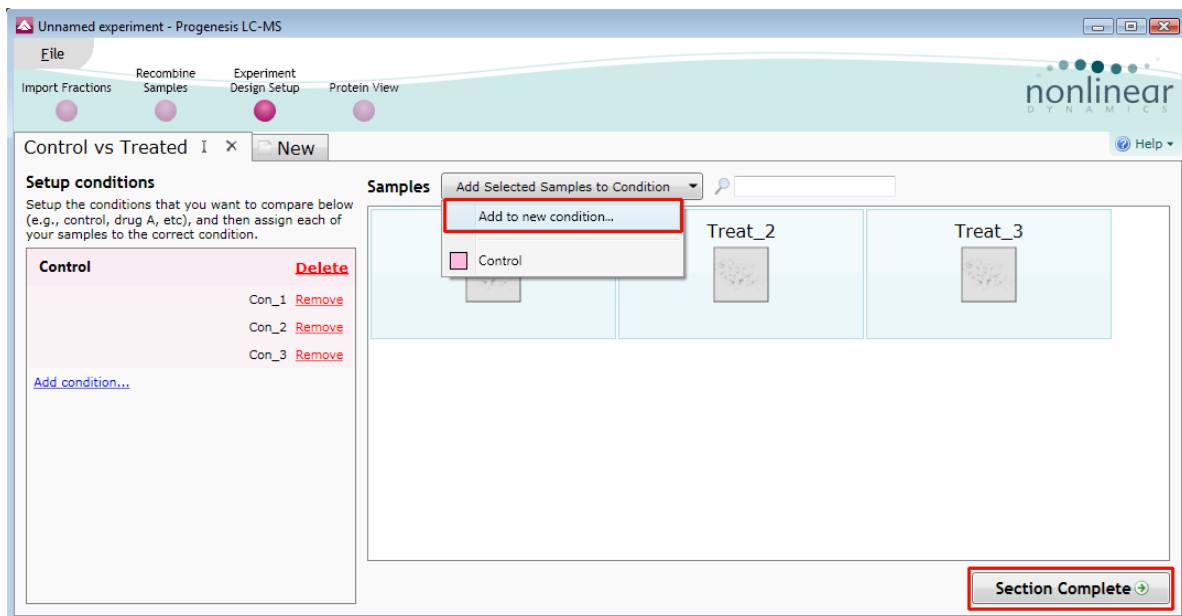 Unnamed experiment - Progenesis LC-MS
File
Import Fractions
Recombine
Samples
Experiment
Design Setup
Protein View
nonlinear
DYNAMICS
Control vs Treated
New
Help
Setup conditions
Setup the conditions that you want to compare below
(e.g., control, drug A, etc), and then assign each of
your samples to the correct condition.
Control Delete
Con_1 Remove
Con_2 Remove
Con_3 Remove
Add condition...
Samples
Add Selected Samples to Condition
Add to new condition...
Control
Treat_2
Treat_3
Section Complete